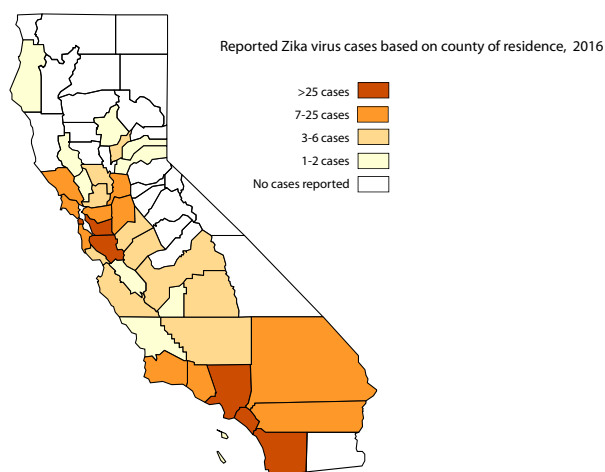 Reported Zika virus cases based on county of residence, 2016
>25 cases
7-25 cases
3-6 cases
1-2 cases
No cases reported